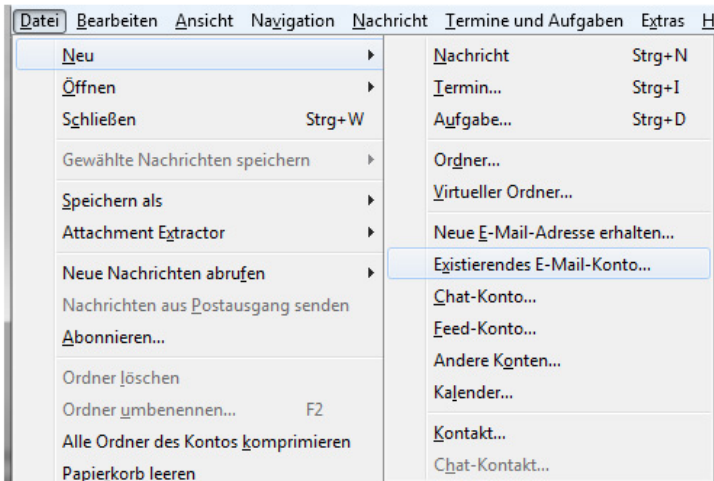 Datei Bearbeiten Ansicht Navigation Nachricht Termine und Aufgaben Extras H
Neu
Öffnen
Schließen Strg+W
Gewählte Nachrichten speichern
Speichern als
Attachment Extractor
Neue Nachrichten abrufen
Nachrichten aus Postausgang senden
Abonnieren...
Ordner löschen
Ordner umbenennen... F2
Alle Ordner des Kontos komprimieren
Papierkorb leeren
Nachricht Strg+N
Termin... Strg+I
Aufgabe... Strg+D
Ordner...
Virtueller Ordner...
Neue E-Mail-Adresse erhalten...
Existierendes E-Mail-Konto...
Chat-Konto...
Feed-Konto...
Andere Konten...
Kalender...
Kontakt...
Chat-Kontakt...